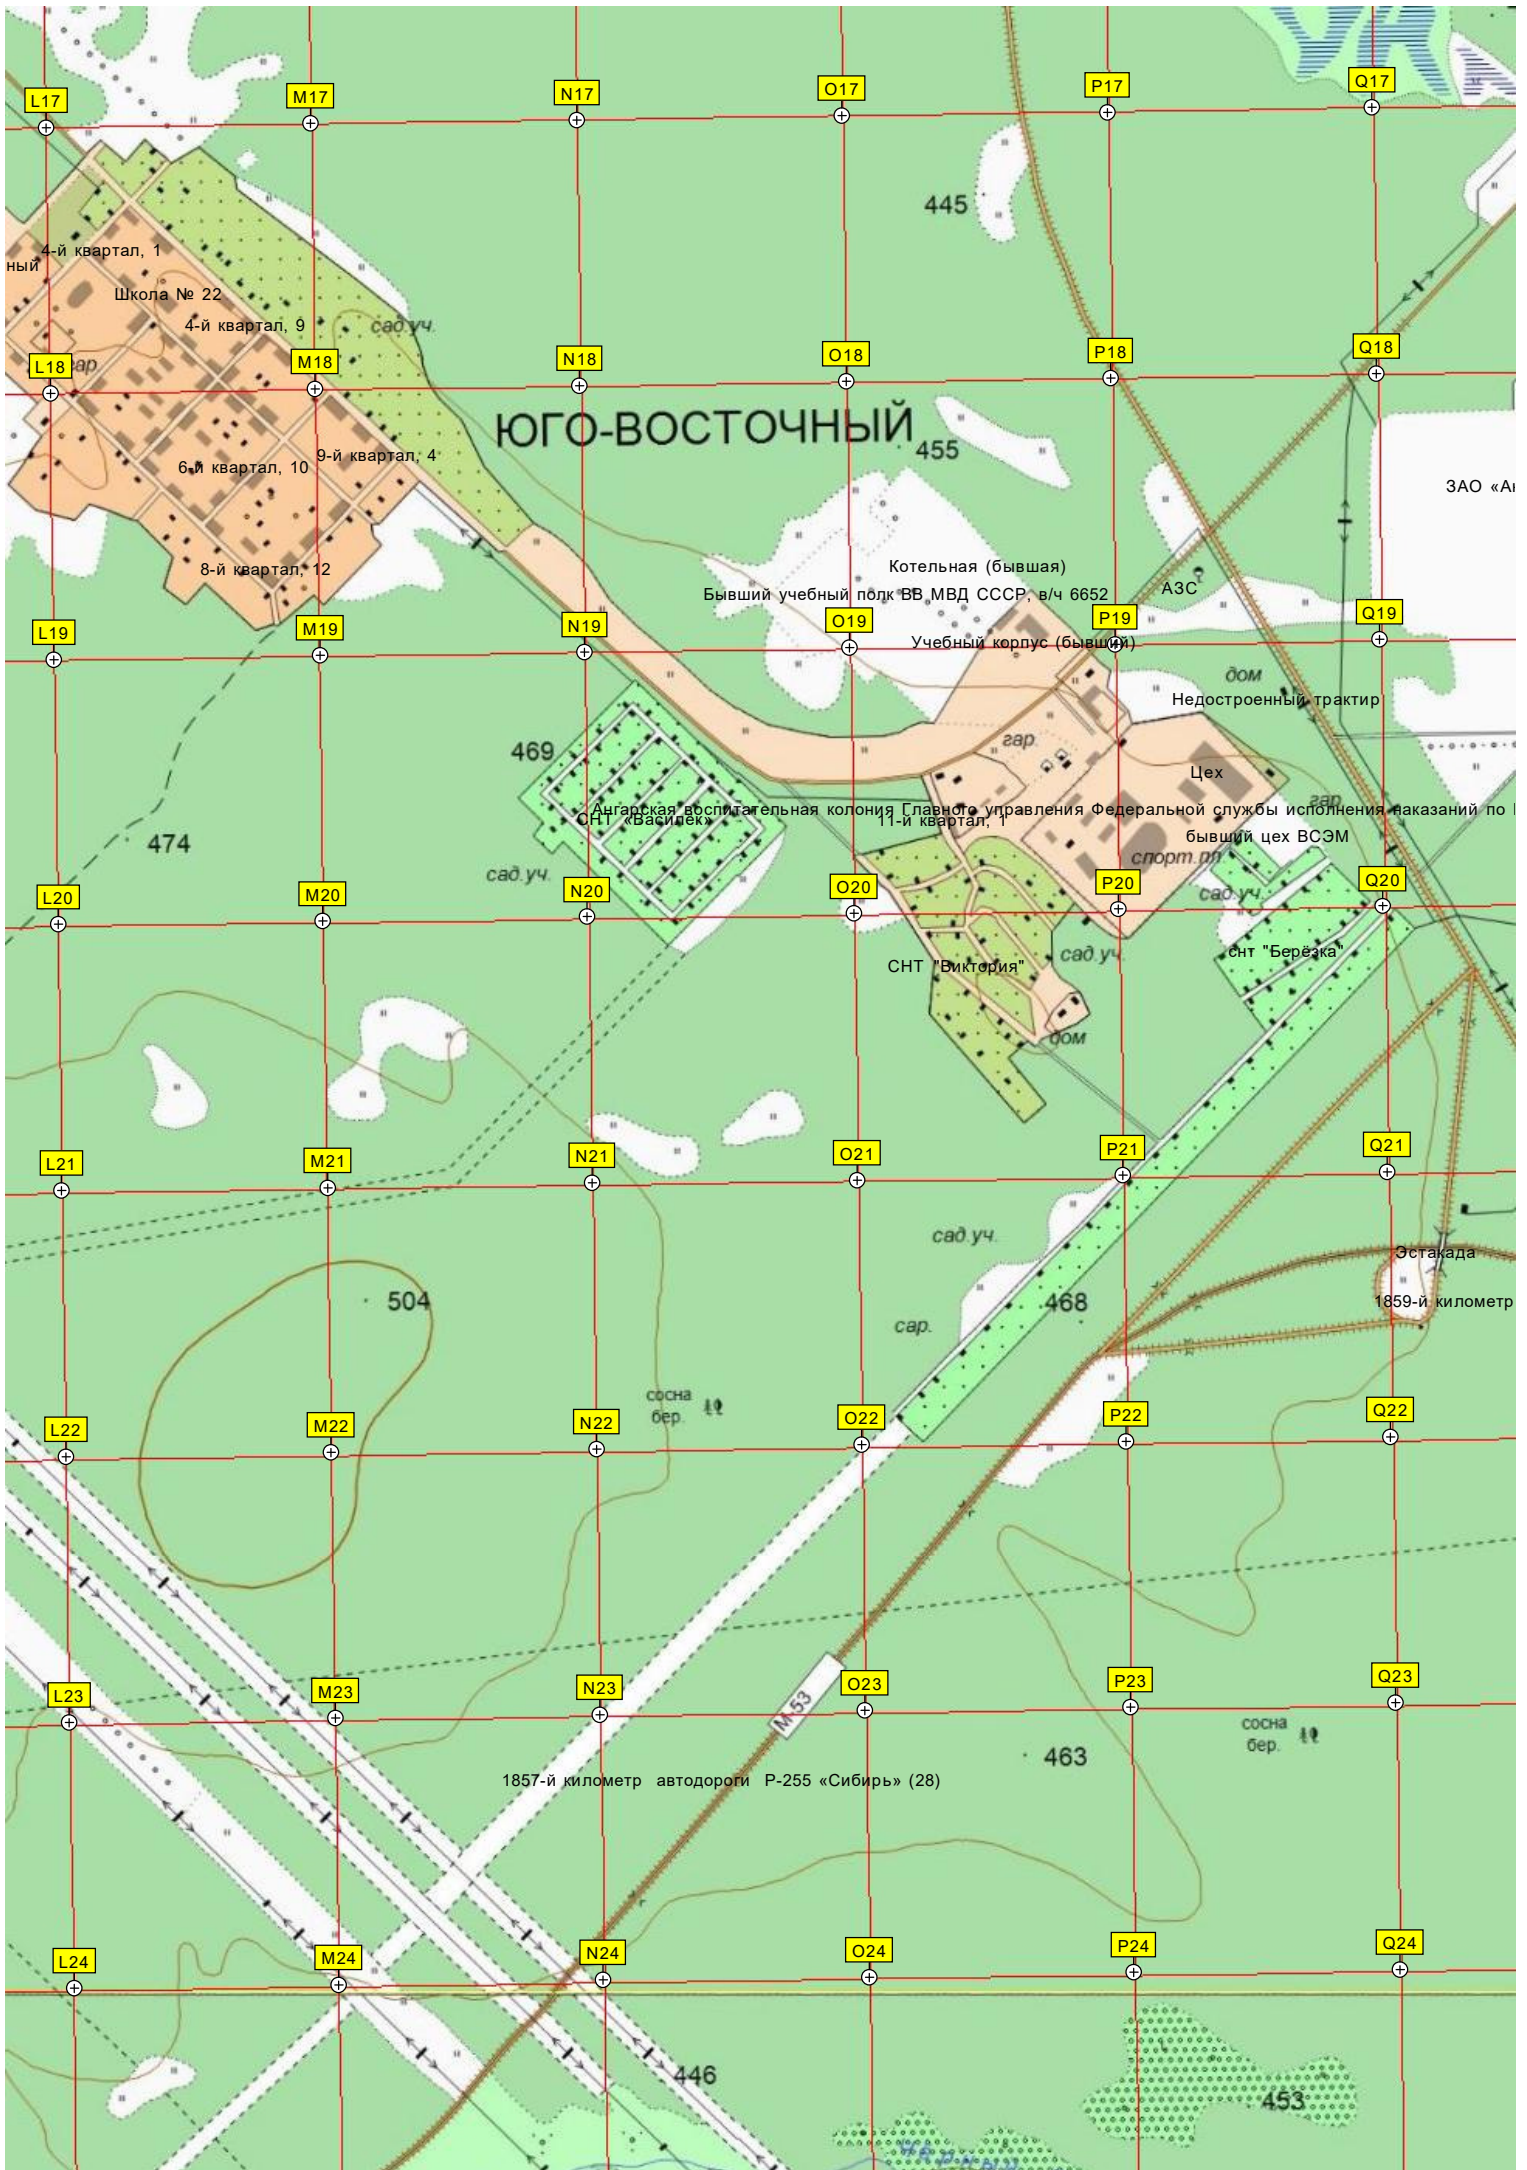 L17
M17
N17
O17
P17
Q17
445
4-й квартал, 1
ный
Школа № 22
4-й квартал, 9
сад.уч.
L18
гар.
M18
N18
O18
P18
Q18
ЮГО-ВОСТОЧНЫЙ
455
9-й квартал, 4
6-й квартал, 10
ЗАО «Ан
8-й квартал, 12
Котельная (бывшая)
АЗС
Бывший учебный полк ВВ МВД СССР, в/ч 6652
L19
M19
N19
O19
P19
Q19
Учебный корпус (бывший)
дом
Недостроенный трактир
469
гар.
Цех
гар.
Ангарская воспитательная колония Главного управления Федеральной службы исполнения наказаний по
СНТ «Василёк»
11-й квартал, 1
бывший цех ВСЭМ
474
спорт.пл.
сад.уч.
L20
M20
N20
O20
P20
Q20
сад.уч.
сад.уч.
снт "Берёзка"
СНТ "Виктория"
дом
L21
M21
N21
O21
P21
Q21
сад.уч.
Эстакада
504
468
1859-й километр
сар.
сосна
бер.
L22
M22
N22
O22
P22
Q22
L23
M23
N23
O23
P23
Q23
М-53
сосна
бер.
463
1857-й километр автодороги Р-255 «Сибирь» (28)
L24
M24
N24
O24
P24
Q24
446
453